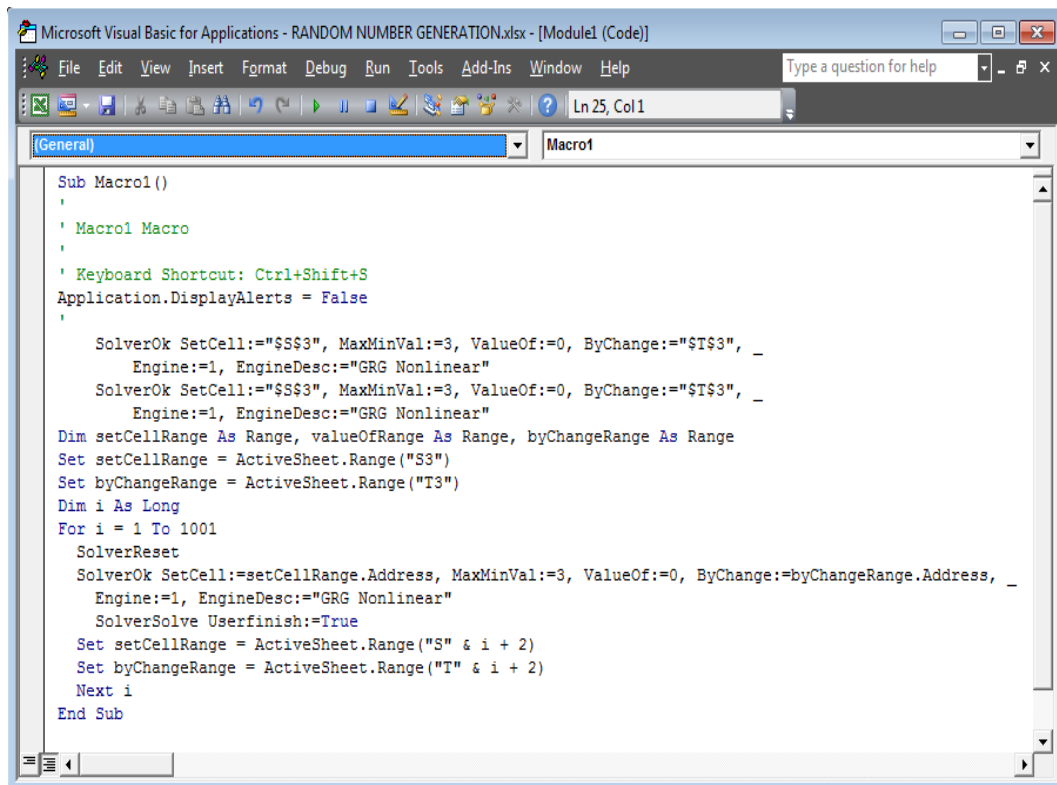 Microsoft Visual Basic for Applications - RANDOM NUMBER GENERATION.xlsx - [Module1 (Code)]
File Edit View Insert Format Debug Run Tools Add-Ins Window Help Type a question for help
Ln 25, Col 1
(General) Macro1
Sub Macro1()
'
' Macro1 Macro
'
' Keyboard Shortcut: Ctrl+Shift+S
Application.DisplayAlerts = False
'
SolverOk SetCell:="$S$3", MaxMinVal:=3, ValueOf:=0, ByChange:="$T$3", _
Engine:=1, EngineDesc:="GRG Nonlinear"
SolverOk SetCell:="$S$3", MaxMinVal:=3, ValueOf:=0, ByChange:="$T$3", _
Engine:=1, EngineDesc:="GRG Nonlinear"
Dim setCellRange As Range, valueOfRange As Range, byChangeRange As Range
Set setCellRange = ActiveSheet.Range("S3")
Set byChangeRange = ActiveSheet.Range("T3")
Dim i As Long
For i = 1 To 1001
SolverReset
SolverOk SetCell:=setCellRange.Address, MaxMinVal:=3, ValueOf:=0, ByChange:=byChangeRange.Address, _
Engine:=1, EngineDesc:="GRG Nonlinear"
SolverSolve Userfinish:=True
Set setCellRange = ActiveSheet.Range("S" & i + 2)
Set byChangeRange = ActiveSheet.Range("T" & i + 2)
Next i
End Sub